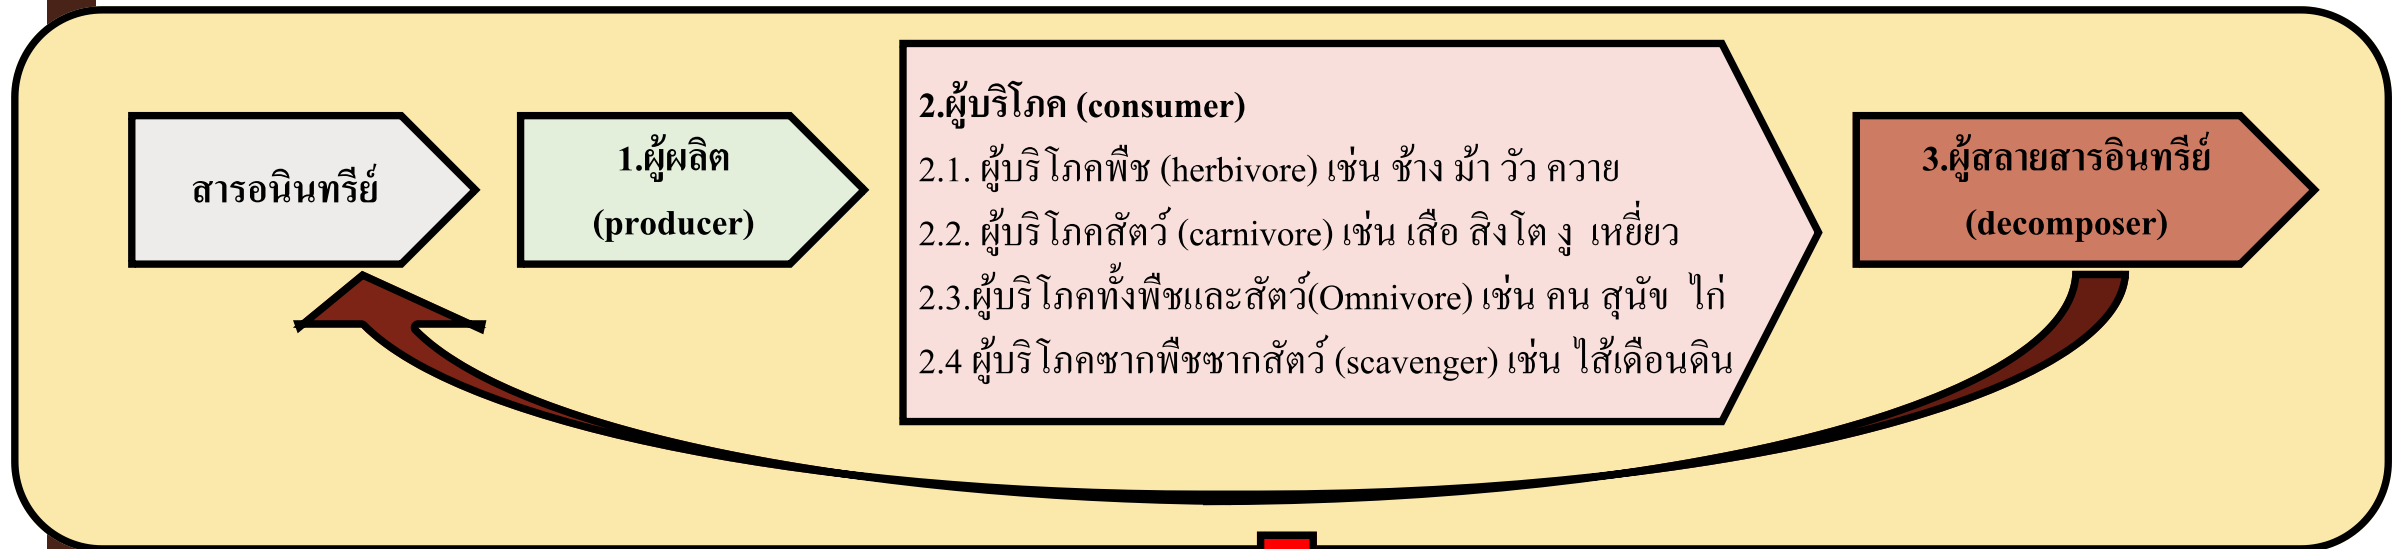 สารอนินทรีย์
1.ผู้ผลิต
(producer)
2.ผู้บริโภค (consumer)
2.1. ผู้บริโภคพืช (herbivore) เช่น ช้าง ม้า วัว ควาย
2.2. ผู้บริโภคสัตว์ (carnivore) เช่น เสือ สิงโต งู เหยี่ยว
2.3.ผู้บริโภคทั้งพืชและสัตว์(Omnivore) เช่น คน สุนัข ไก่
2.4 ผู้บริโภคซากพืชซากสัตว์ (scavenger) เช่น ไส้เดือนดิน
3.ผู้สลายสารอินทรีย์
(decomposer)